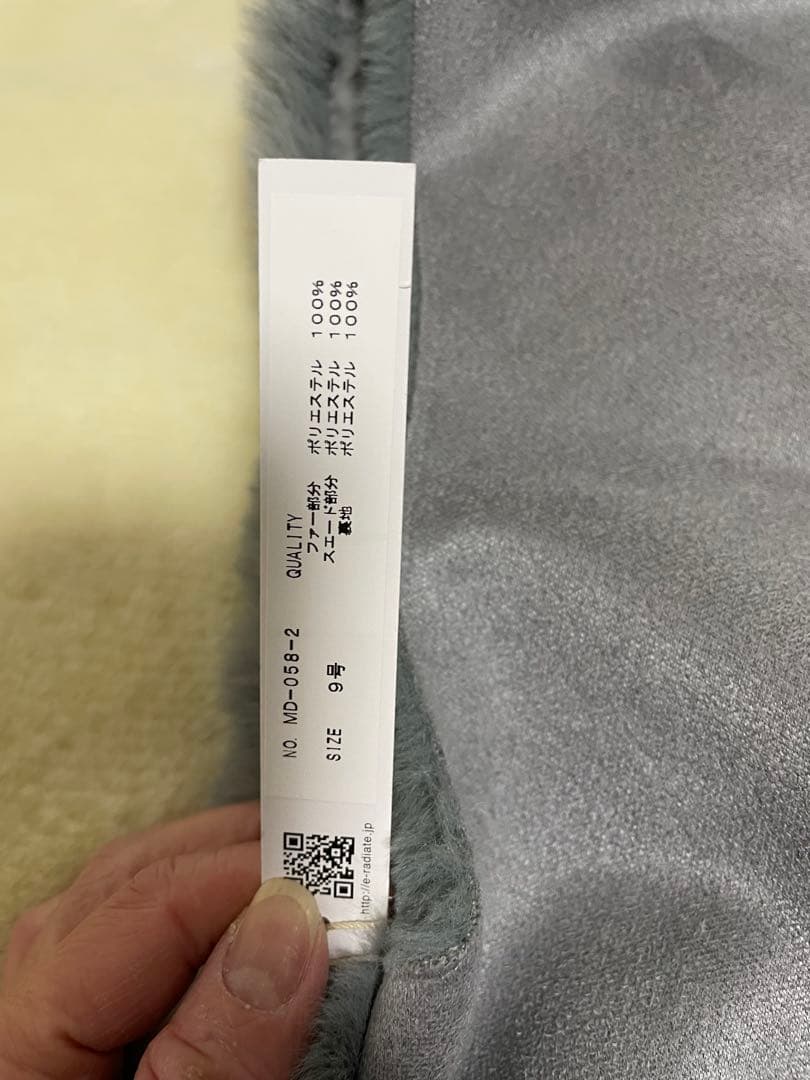 NO. MD-058-2
SIZE 9号
QUALITY
ファー部分 ポリエステル 100%
スエード部分 ポリエステル 100%
裏地 ポリエステル 100%
http://e-radiate.jp